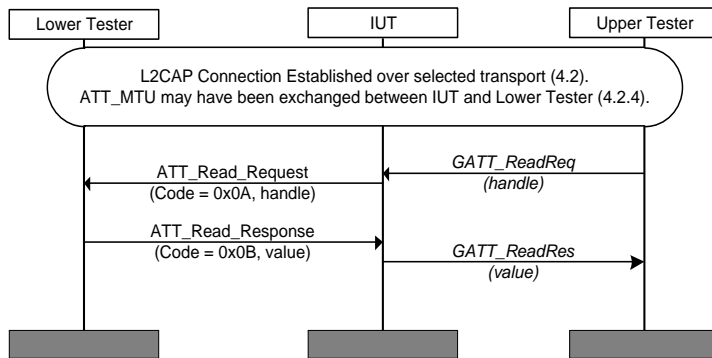 Lower Tester
IUT
Upper Tester
L2CAP Connection Established over selected transport (4.2).
ATT_MTU may have been exchanged between IUT and Lower Tester (4.2.4).
ATT_Read_Request
(Code = 0x0A, handle)
GATT_ReadReq
(handle)
ATT_Read_Response
(Code = 0x0B, value)
GATT_ReadRes
(value)